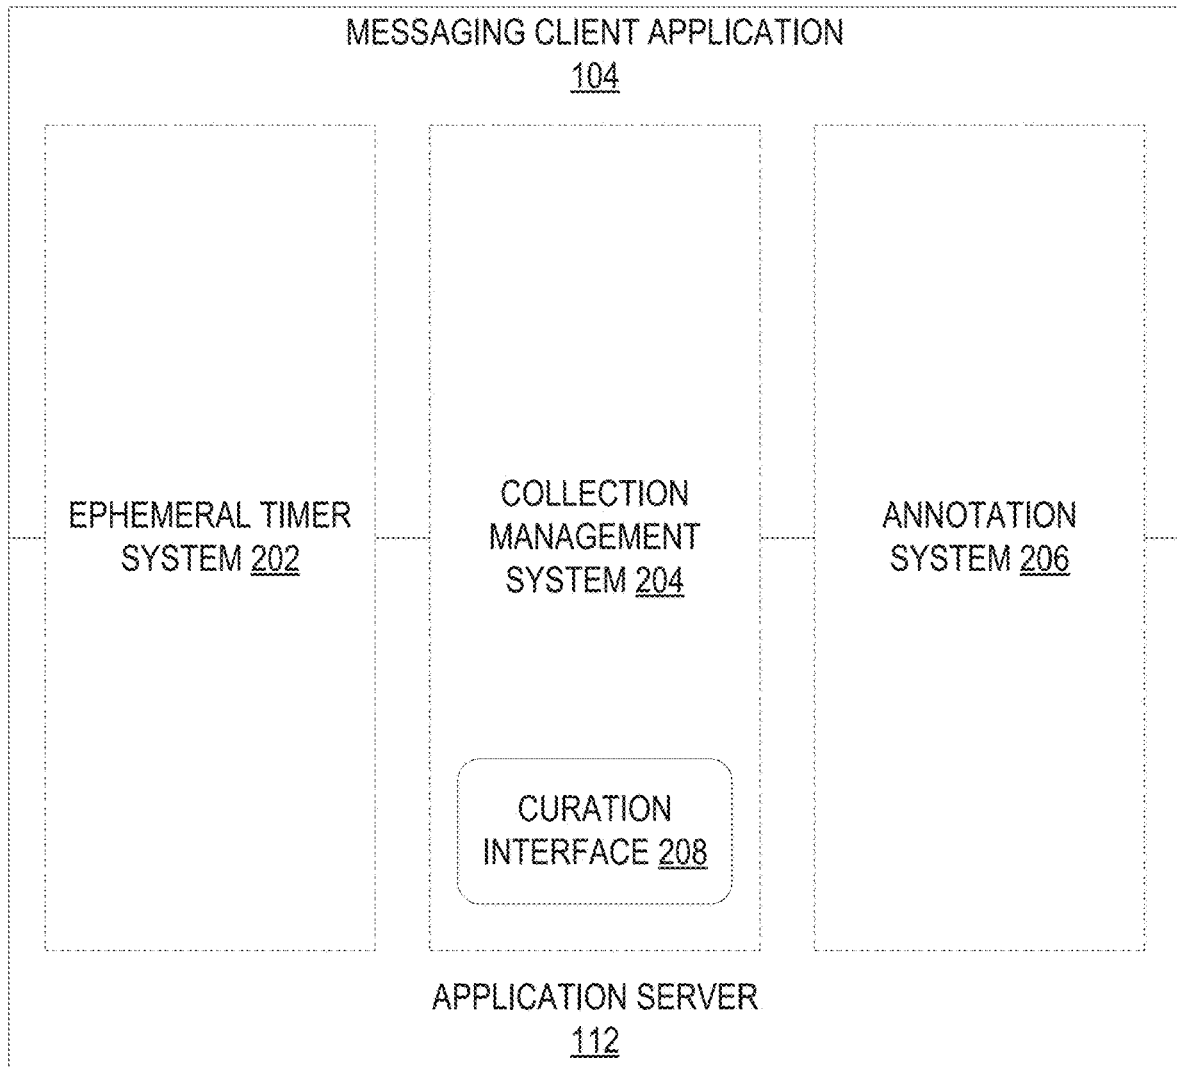 MESSAGING CLIENT APPLICATION
104
EPHEMERAL TIMER
SYSTEM 202
COLLECTION
MANAGEMENT
SYSTEM 204
ANNOTATION
SYSTEM 206
CURATION
INTERFACE 208
APPLICATION SERVER
112